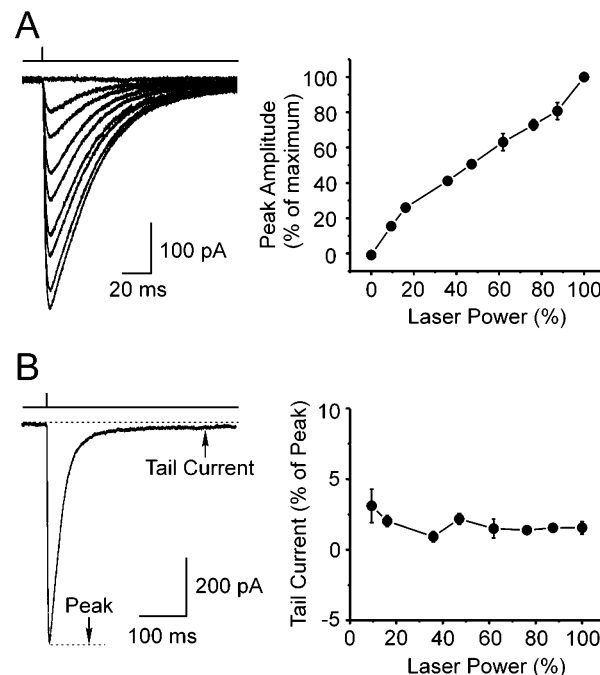 A
100 pA
20 ms
Peak Amplitude
(% of maximum)
100
80
60
40
20
0
0 20 40 60 80 100
Laser Power (%)
B
Tail Current
Peak
200 pA
100 ms
Tail Current (% of Peak)
10
5
0
-5
0 20 40 60 80 100
Laser Power (%)